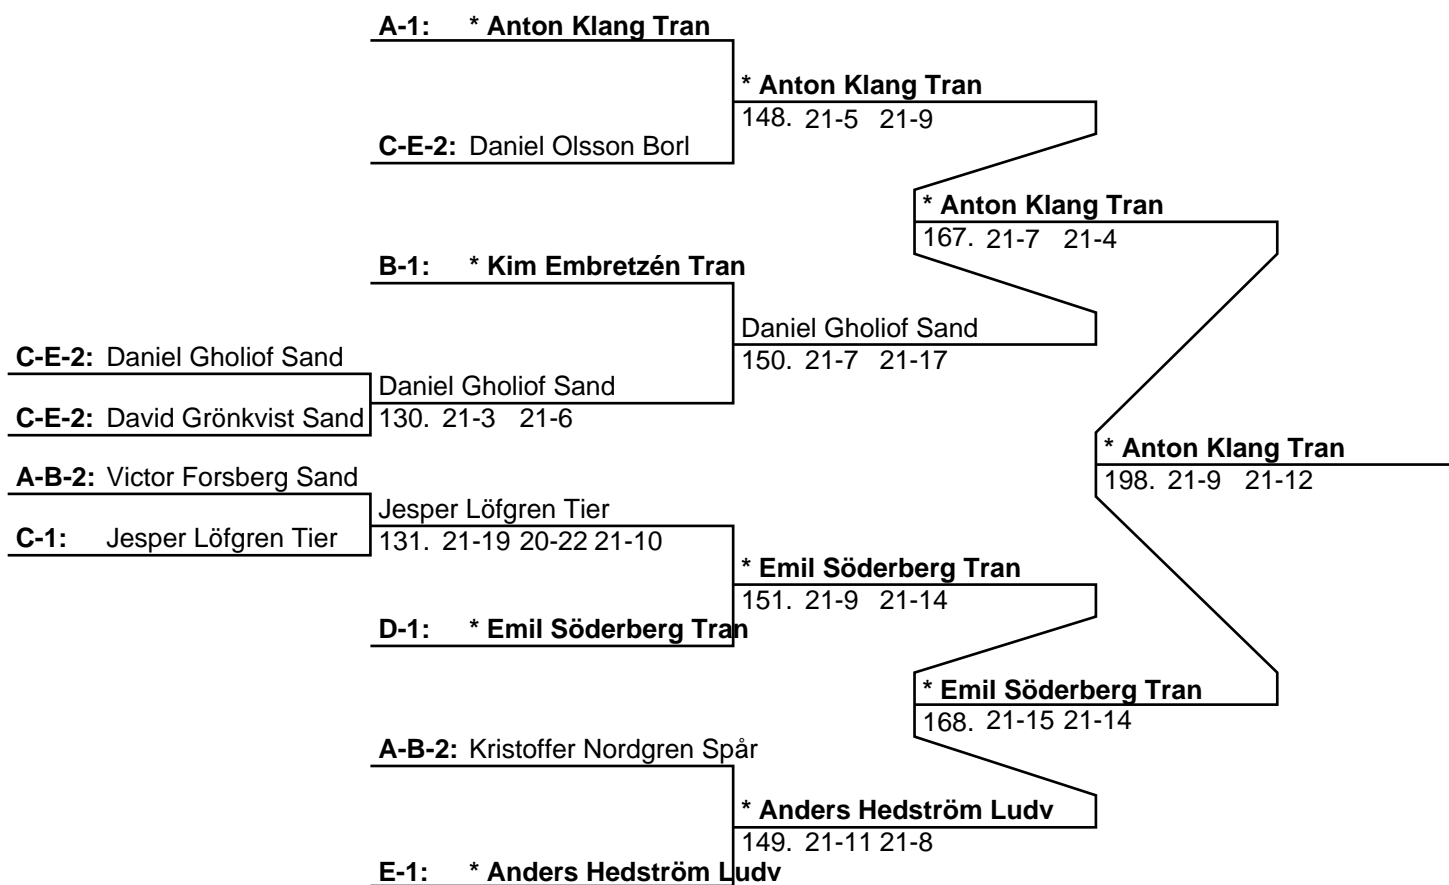 A-1: * Anton Klang Tran
* Anton Klang Tran
148. 21-5 21-9
C-E-2: Daniel Olsson Borl
* Anton Klang Tran
167. 21-7 21-4
B-1: * Kim Embretzén Tran
Daniel Gholiof Sand
150. 21-7 21-17
C-E-2: Daniel Gholiof Sand
Daniel Gholiof Sand
130. 21-3 21-6
C-E-2: David Grönkvist Sand
* Anton Klang Tran
198. 21-9 21-12
A-B-2: Victor Forsberg Sand
Jesper Löfgren Tier
131. 21-19 20-22 21-10
C-1: Jesper Löfgren Tier
* Emil Söderberg Tran
151. 21-9 21-14
D-1: * Emil Söderberg Tran
* Emil Söderberg Tran
168. 21-15 21-14
A-B-2: Kristoffer Nordgren Spår
* Anders Hedström Ludv
149. 21-11 21-8
E-1: * Anders Hedström Ludv